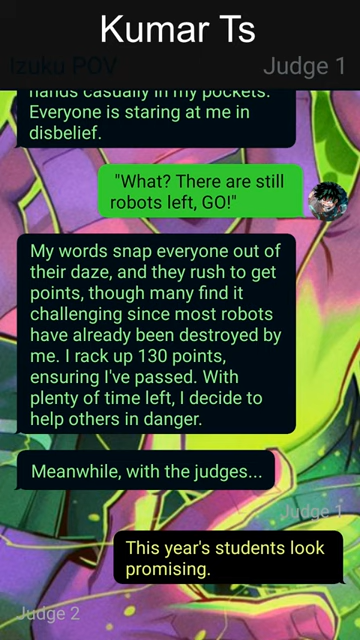 Kumar Ts
Izuku POV
Judge 1
hands casually in my pockets.
Everyone is staring at me in
disbelief.
"What? There are still
robots left, GO!"
My words snap everyone out of
their daze, and they rush to get
points, though many find it
challenging since most robots
have already been destroyed by
me. I rack up 130 points,
ensuring I've passed. With
plenty of time left, I decide to
help others in danger.
Meanwhile, with the judges...
Judge 1
This year's students look
promising.
Judge 2